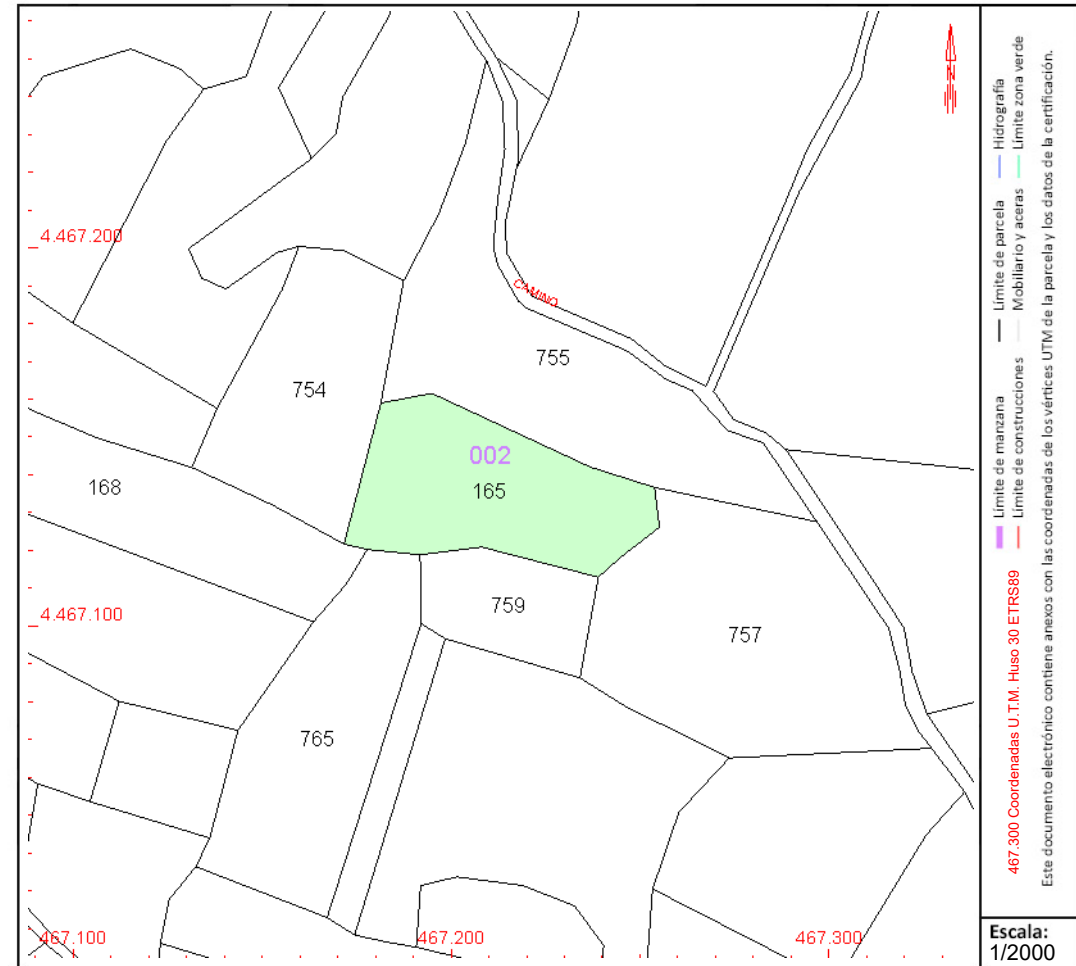 4.467.200
CAMINO
755
754
002
165
168
759
4.467.100
757
765
467.100
467.200
467.300
N
Límite de manzana
Límite de parcela
Hidrografía
Límite de construcciones
Mobiliario y aceras
Límite zona verde
467.300 Coordenadas U.T.M. Huso 30 ETRS89
Este documento electrónico contiene anexos con las coordenadas de los vértices UTM de la parcela y los datos de la certificación.
Escala:
1/2000